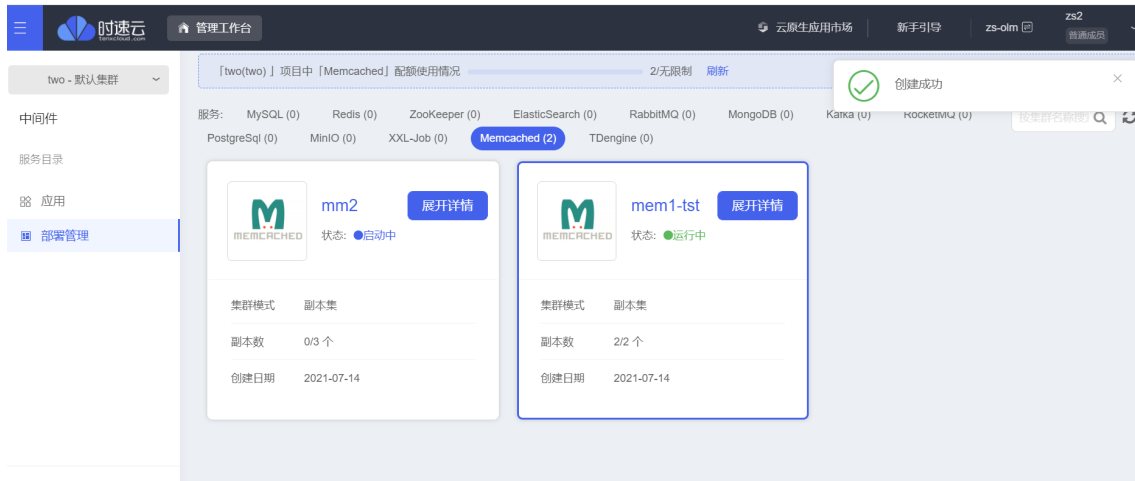 时速云 管理工作台 云原生应用市场 新手引导 zs-olm zs2
Tenxcloud.com 普通成员
two - 默认集群
「two(two) 」项目中「Memcached」配额使用情况 2/无限制 刷新
创建成功
中间件
服务: MySQL (0) Redis (0) ZooKeeper (0) ElasticSearch (0) RabbitMQ (0) MongoDB (0) Kafka (0) RocketMQ (0)
PostgreSql (0) MinIO (0) XXL-Job (0) Memcached (2) TDengine (0)
服务目录
应用
部署管理
MEMCACHED
mm2 展开详情
状态: 启动中
集群模式 副本集
副本数 0/3 个
创建日期 2021-07-14
MEMCACHED
mem1-tst 展开详情
状态: 运行中
集群模式 副本集
副本数 2/2 个
创建日期 2021-07-14